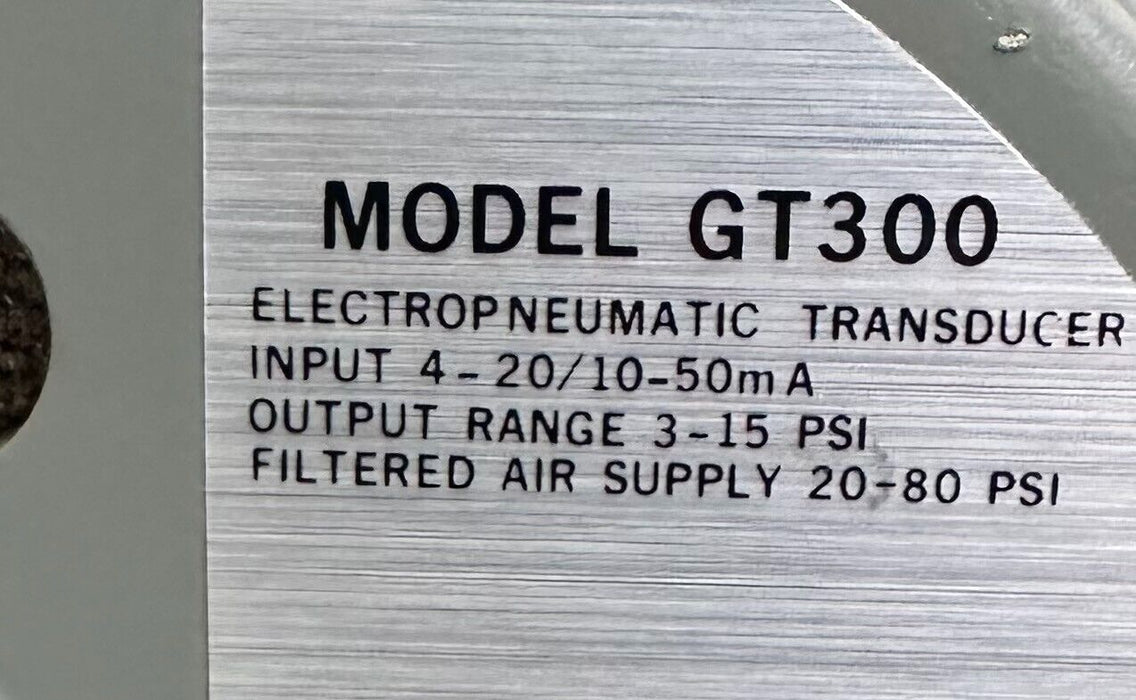 MODEL GT300
ELECTROPNEUMATIC TRANSDUCER
INPUT 4-20/10-50mA
OUTPUT RANGE 3-15 PSI
FILTERED AIR SUPPLY 20-80 PSI